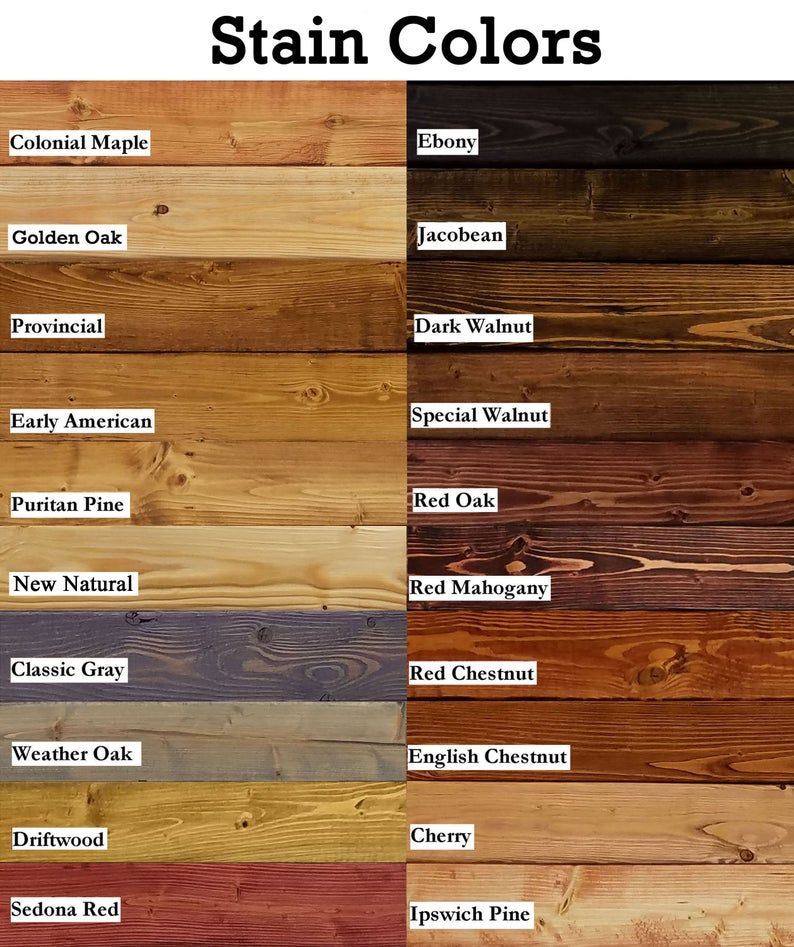 Stain Colors
Colonial Maple
Golden Oak
Provincial
Early American
Puritan Pine
New Natural
Classic Gray
Weather Oak
Driftwood
Sedona Red
Ebony
Jacobean
Dark Walnut
Special Walnut
Red Oak
Red Mahogany
Red Chestnut
English Chestnut
Cherry
Ipswich Pine